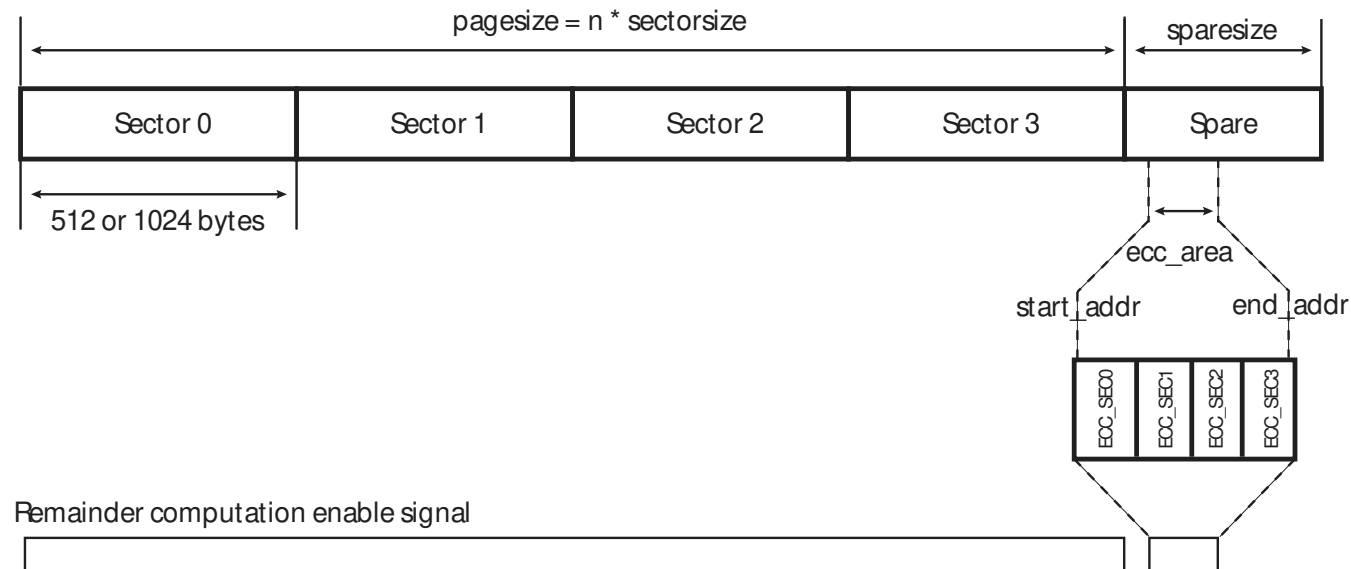 pagesize = n * sectorsize
sparesize
Sector 0
Sector 1
Sector 2
Sector 3
Spare
512 or 1024 bytes
ecc_area
start_addr
end_addr
ECC_SEC0
ECC_SEC1
ECC_SEC2
ECC_SEC3
Remainder computation enable signal